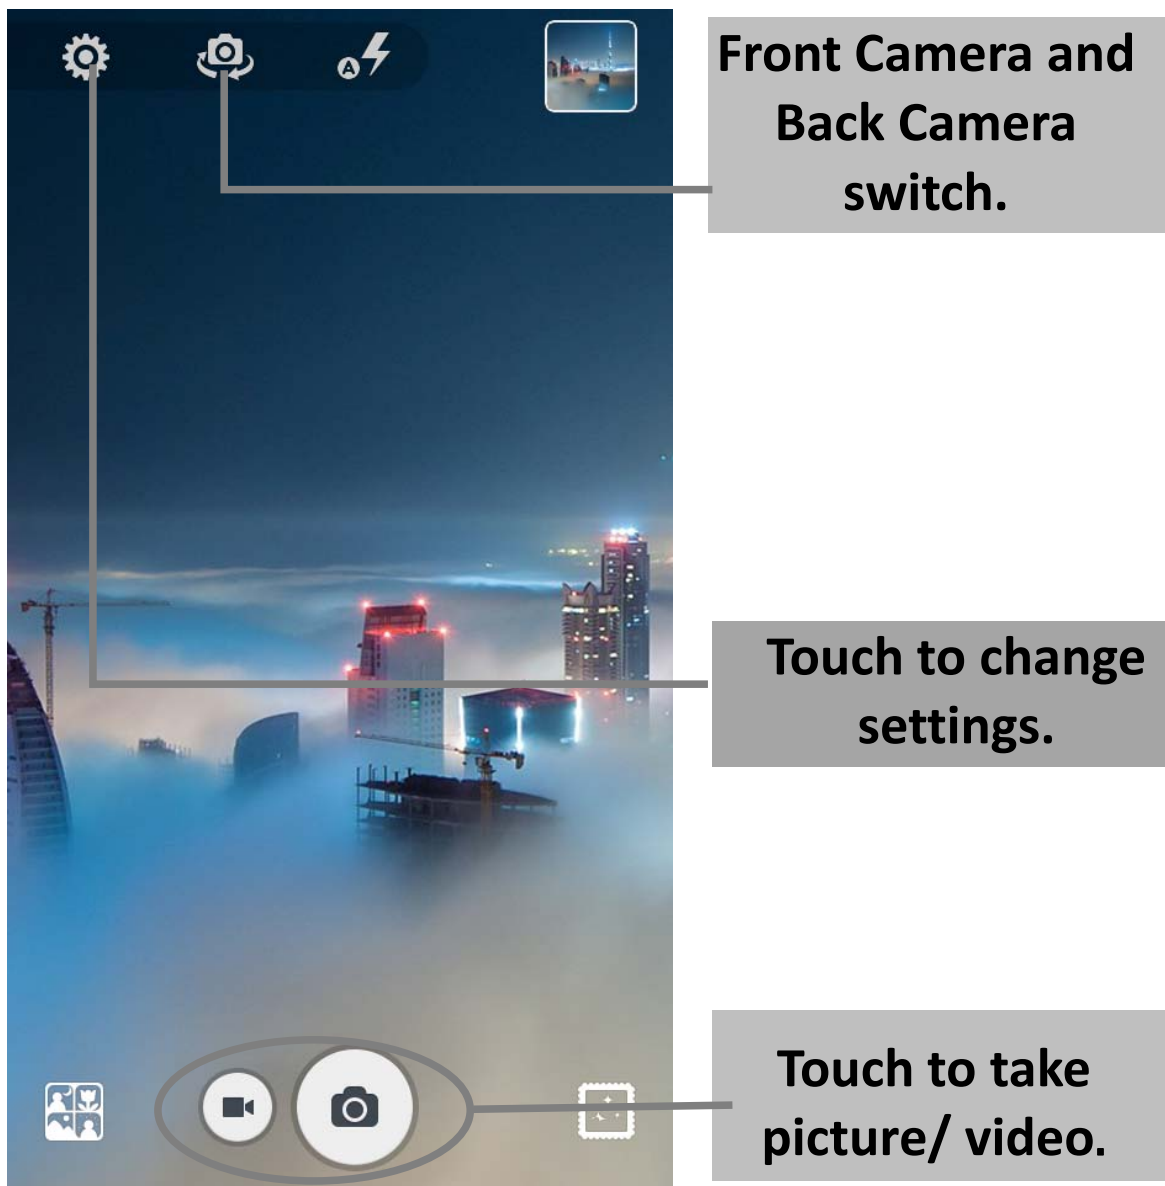 A
Front Camera and
Back Camera
switch.
Touch to change
settings.
Touch to take
picture/ video.